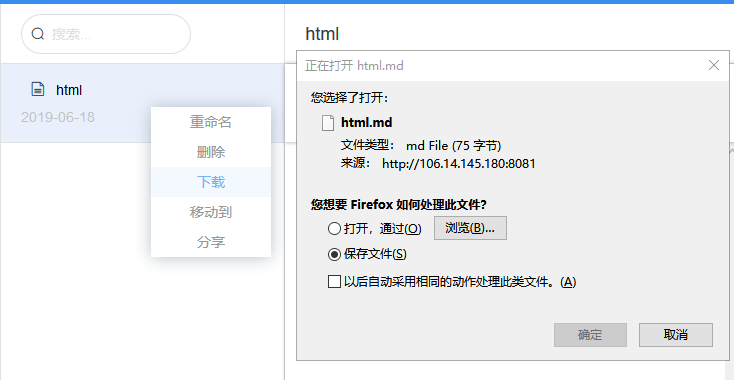 搜索...
html
2019-06-18
重命名
删除
下载
移动到
分享
html
正在打开 html.md
您选择了打开：
html.md
文件类型： md File (75 字节)
来源： http://106.14.145.180:8081
您想要 Firefox 如何处理此文件?
打开，通过(O) 浏览(B)...
保存文件(S)
以后自动采用相同的动作处理此类文件。(A)
确定 取消